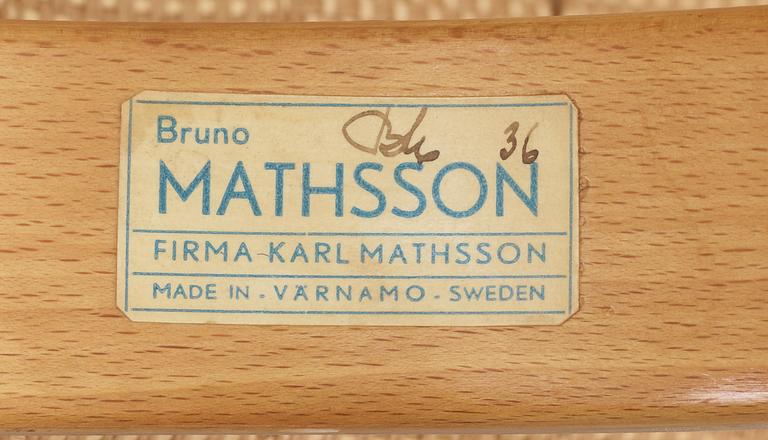 Bruno 36
MATHSSON
FIRMA KARL MATHSSON
MADE IN - VÄRNAMO - SWEDEN